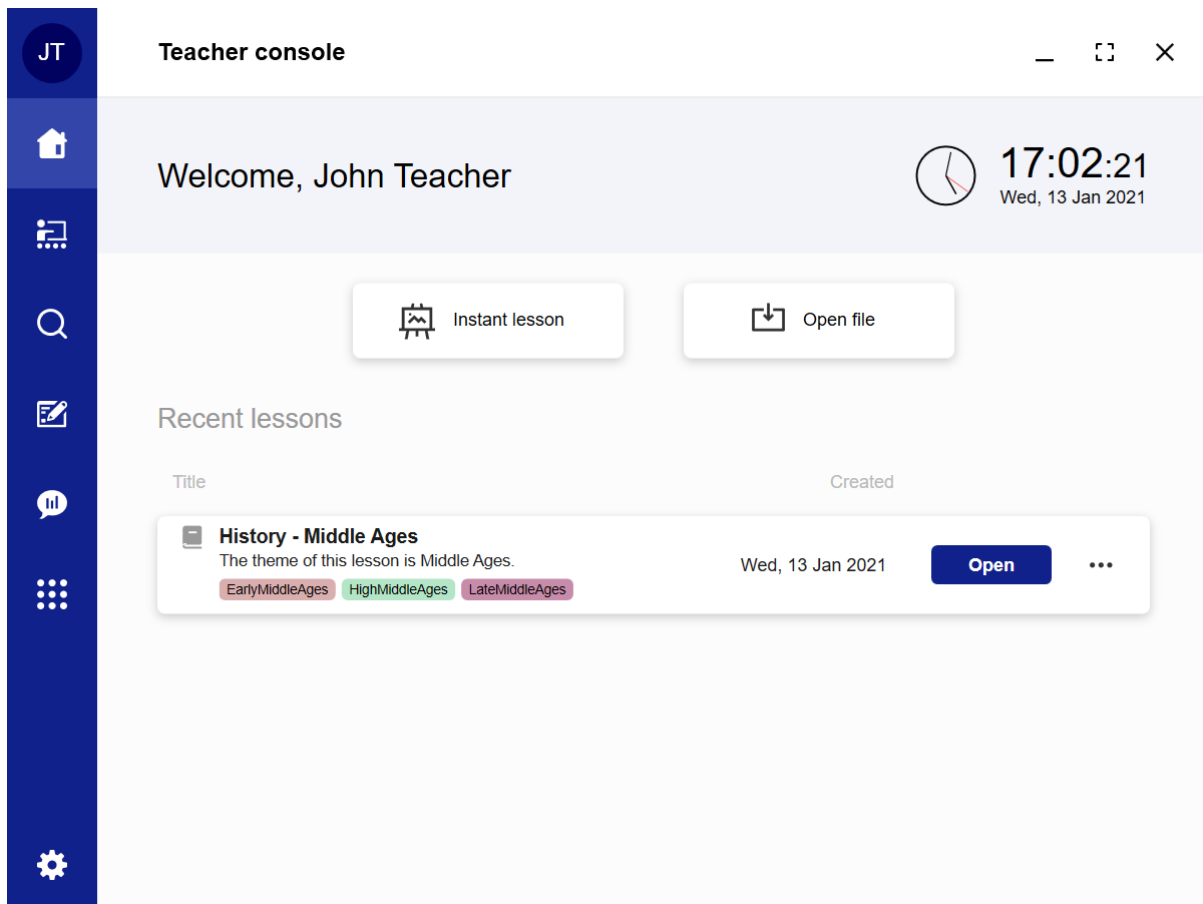 JT
Teacher console
Welcome, John Teacher
17:02:21
Wed, 13 Jan 2021
Instant lesson
Open file
Recent lessons
Title Created
History - Middle Ages
The theme of this lesson is Middle Ages.
Wed, 13 Jan 2021 Open
EarlyMiddleAges HighMiddleAges LateMiddleAges